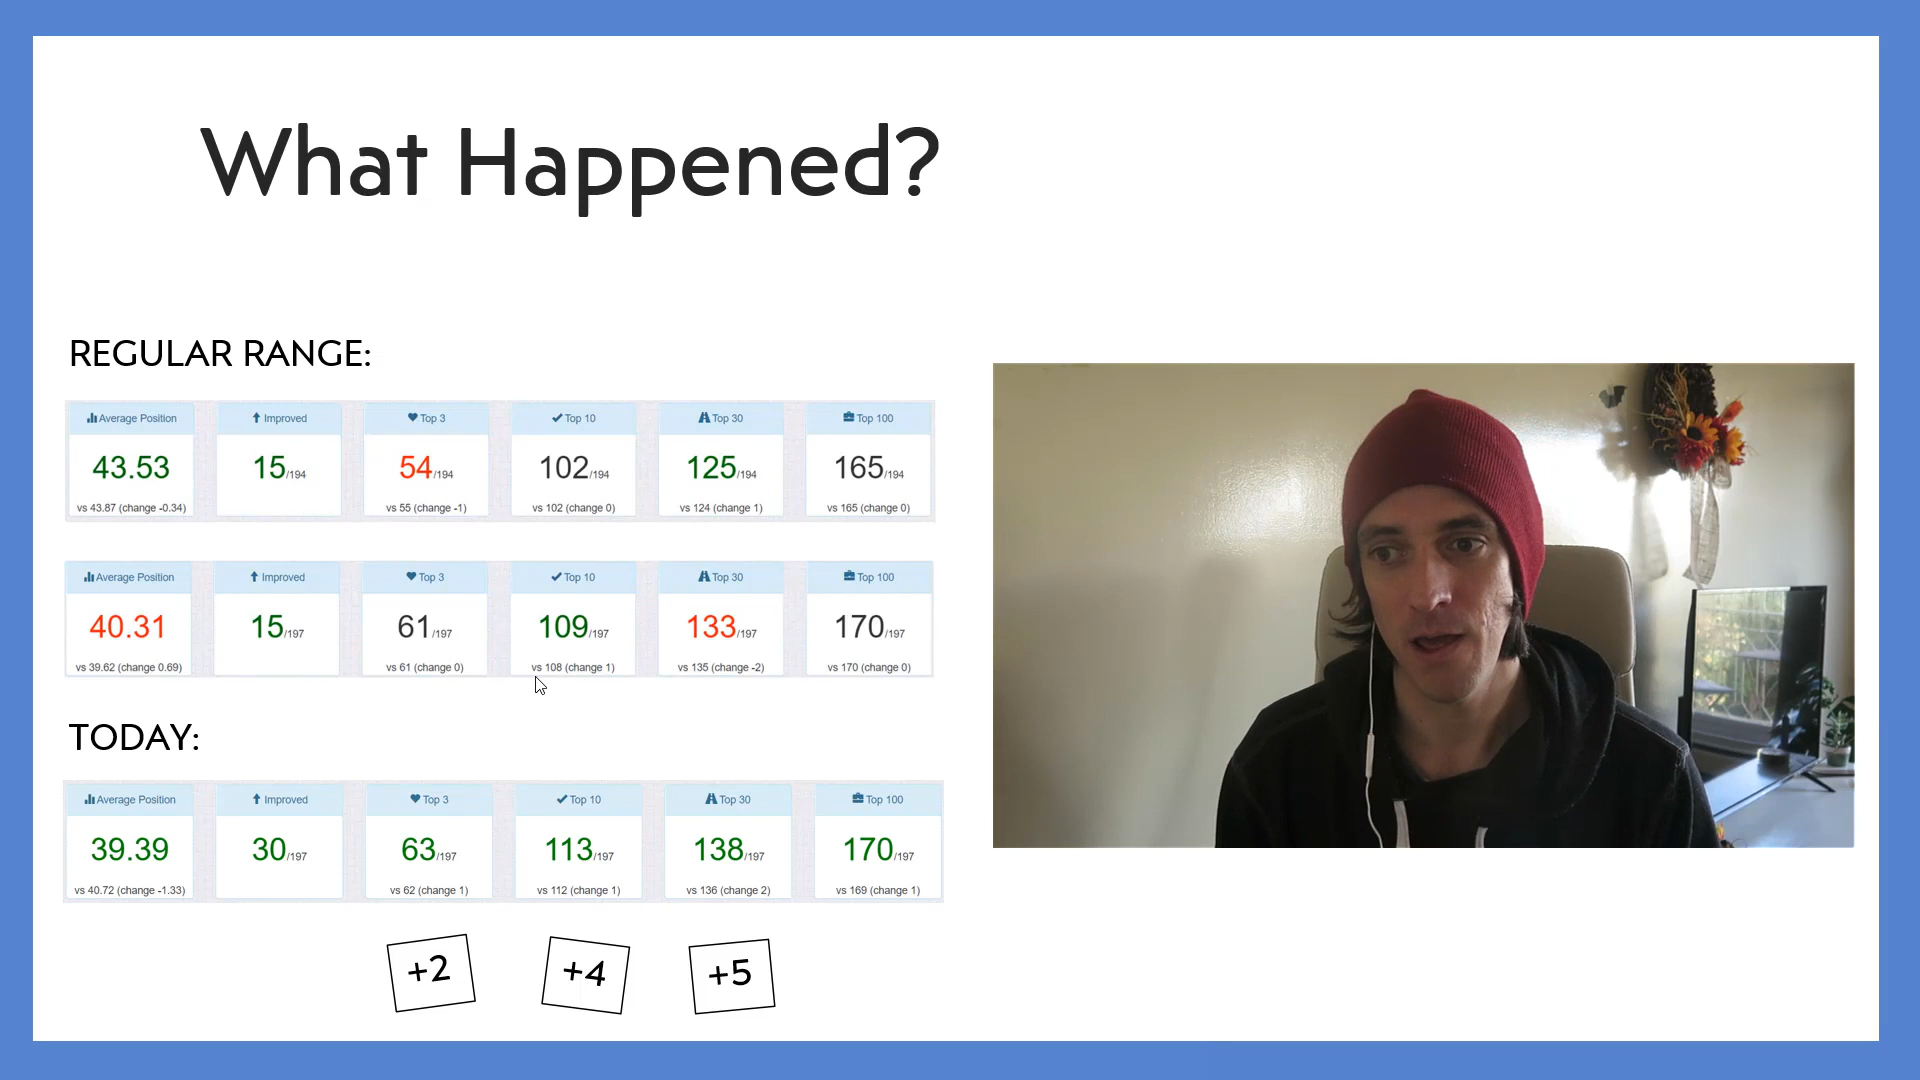 What Happened?
REGULAR RANGE:
Average Position Improved Top 3 Top 10 Top 30 Top 100
43.53 15/194 54/194 102/194 125/194 165/194
vs 43.87 (change -0.34) vs 55 (change -1) vs 102 (change 0) vs 124 (change 1) vs 165 (change 0)
Average Position Improved Top 3 Top 10 Top 30 Top 100
40.31 15/197 61/197 109/197 133/197 170/197
vs 39.62 (change 0.69) vs 61 (change 0) vs 108 (change 1) vs 135 (change -2) vs 170 (change 0)
TODAY:
Average Position Improved Top 3 Top 10 Top 30 Top 100
39.39 30/197 63/197 113/197 138/197 170/197
vs 40.72 (change -1.33) vs 62 (change 1) vs 112 (change 1) vs 136 (change 2) vs 169 (change 1)
+2 +4 +5